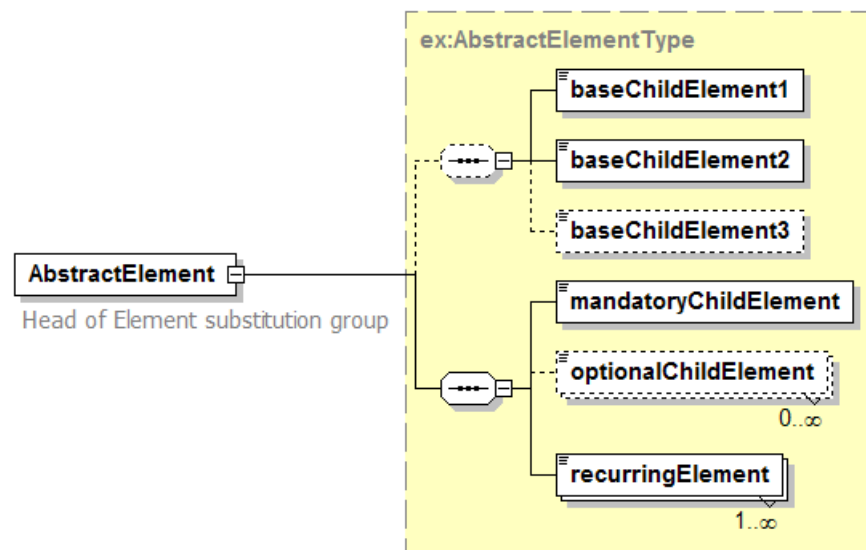 ex:AbstractElementType
baseChildElement1
baseChildElement2
baseChildElement3
AbstractElement
Head of Element substitution group
mandatoryChildElement
optionalChildElement
0..∞
recurringElement
1..∞